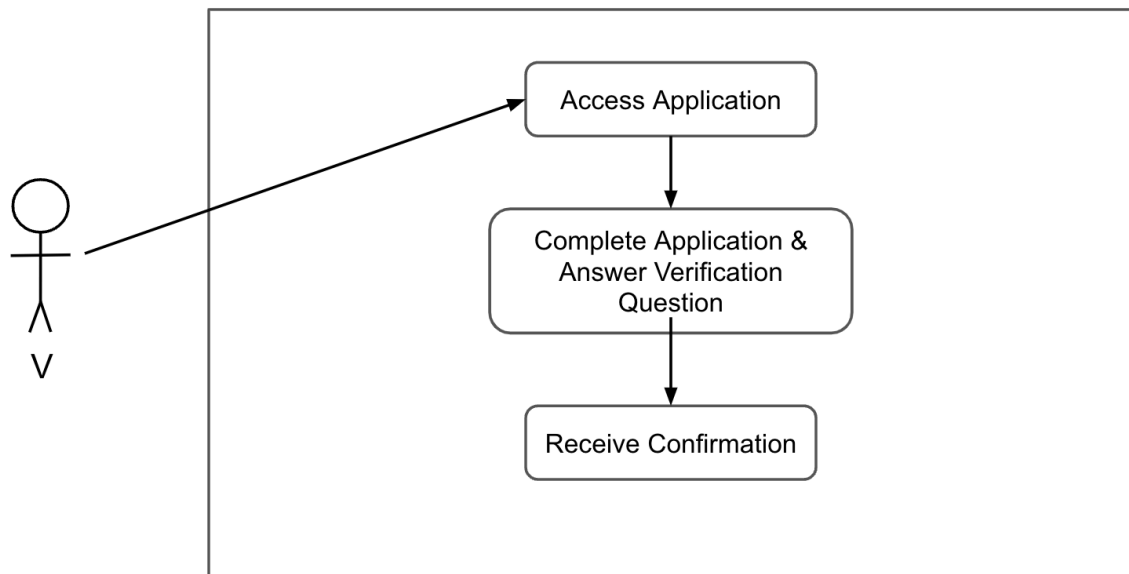 Access Application
Complete Application &
Answer Verification
Question
V
Receive Confirmation